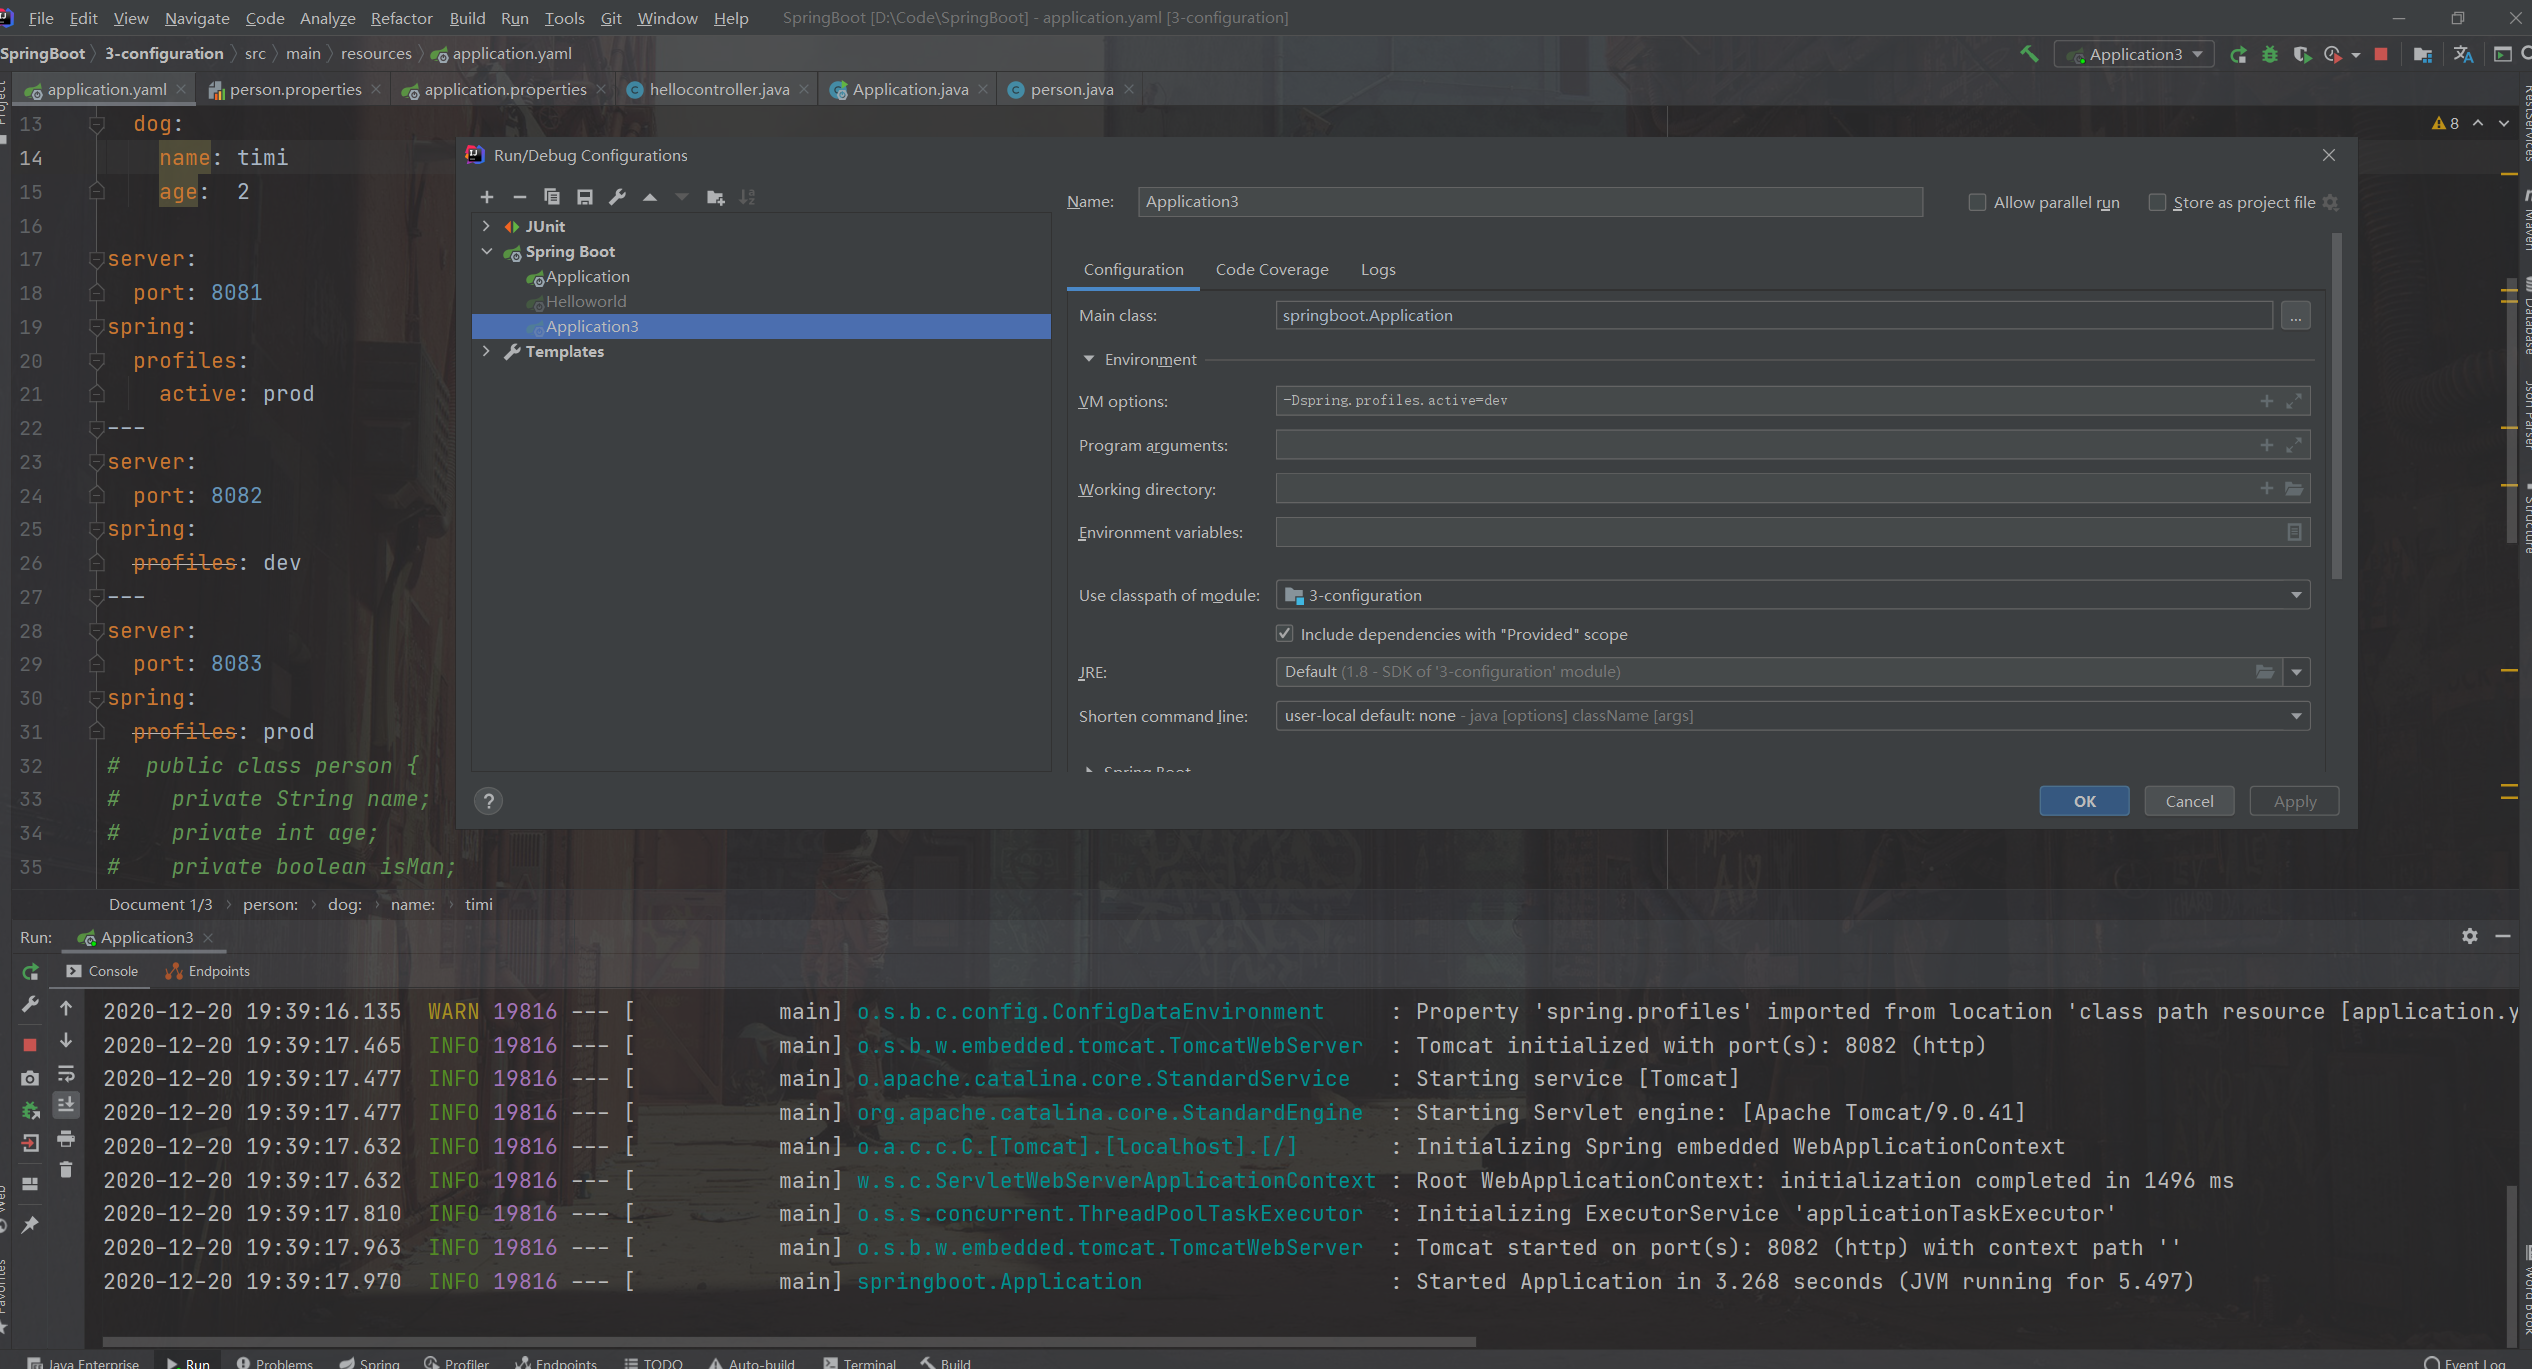 File Edit View Navigate Code Analyze Refactor Build Run Tools Git Window Help SpringBoot [D:\Code\SpringBoot] - application.yaml [3-configuration]
SpringBoot 3-configuration src main resources application.yaml Application3
application.yaml person.properties application.properties hellocontroller.java Application.java person.java
13 dog:
14 name: timi
15 age: 2
16
17 server:
18 port: 8081
19 spring:
20 profiles:
21 active: prod
22 ---
23 server:
24 port: 8082
25 spring:
26 profiles: dev
27 ---
28 server:
29 port: 8083
30 spring:
31 profiles: prod
32 # public class person {
33 # private String name;
34 # private int age;
35 # private boolean isMan;
8
Run/Debug Configurations
JUnit
Spring Boot
Application
Helloworld
Application3
Templates
Name: Application3 Allow parallel run Store as project file
Configuration Code Coverage Logs
Main class: springboot.Application ...
Environment
VM options: -Dspring.profiles.active=dev
Program arguments:
Working directory:
Environment variables:
Use classpath of module: 3-configuration
Include dependencies with "Provided" scope
JRE: Default (1.8 - SDK of '3-configuration' module)
Shorten command line: user-local default: none - java [options] className [args]
Spring Boot
? OK Cancel Apply
Document 1/3 person: dog: name: timi
Run: Application3
Console Endpoints
2020-12-20 19:39:16.135 WARN 19816 --- [ main] o.s.b.c.config.ConfigDataEnvironment : Property 'spring.profiles' imported from location 'class path resource [application.y
2020-12-20 19:39:17.465 INFO 19816 --- [ main] o.s.b.w.embedded.tomcat.TomcatWebServer : Tomcat initialized with port(s): 8082 (http)
2020-12-20 19:39:17.477 INFO 19816 --- [ main] o.apache.catalina.core.StandardService : Starting service [Tomcat]
2020-12-20 19:39:17.477 INFO 19816 --- [ main] org.apache.catalina.core.StandardEngine : Starting Servlet engine: [Apache Tomcat/9.0.41]
2020-12-20 19:39:17.632 INFO 19816 --- [ main] o.a.c.c.C.[Tomcat].[localhost].[/] : Initializing Spring embedded WebApplicationContext
2020-12-20 19:39:17.632 INFO 19816 --- [ main] w.s.c.ServletWebServerApplicationContext : Root WebApplicationContext: initialization completed in 1496 ms
2020-12-20 19:39:17.810 INFO 19816 --- [ main] o.s.s.concurrent.ThreadPoolTaskExecutor : Initializing ExecutorService 'applicationTaskExecutor'
2020-12-20 19:39:17.963 INFO 19816 --- [ main] o.s.b.w.embedded.tomcat.TomcatWebServer : Tomcat started on port(s): 8082 (http) with context path ''
2020-12-20 19:39:17.970 INFO 19816 --- [ main] springboot.Application : Started Application in 3.268 seconds (JVM running for 5.497)
Java Enterprise Run Problems Spring Profiler Endpoints TODO Auto-build Terminal Build Event Log
Project
Web
Favorites
RestServices
Maven
Database
Json Parser
Structure
Word Book